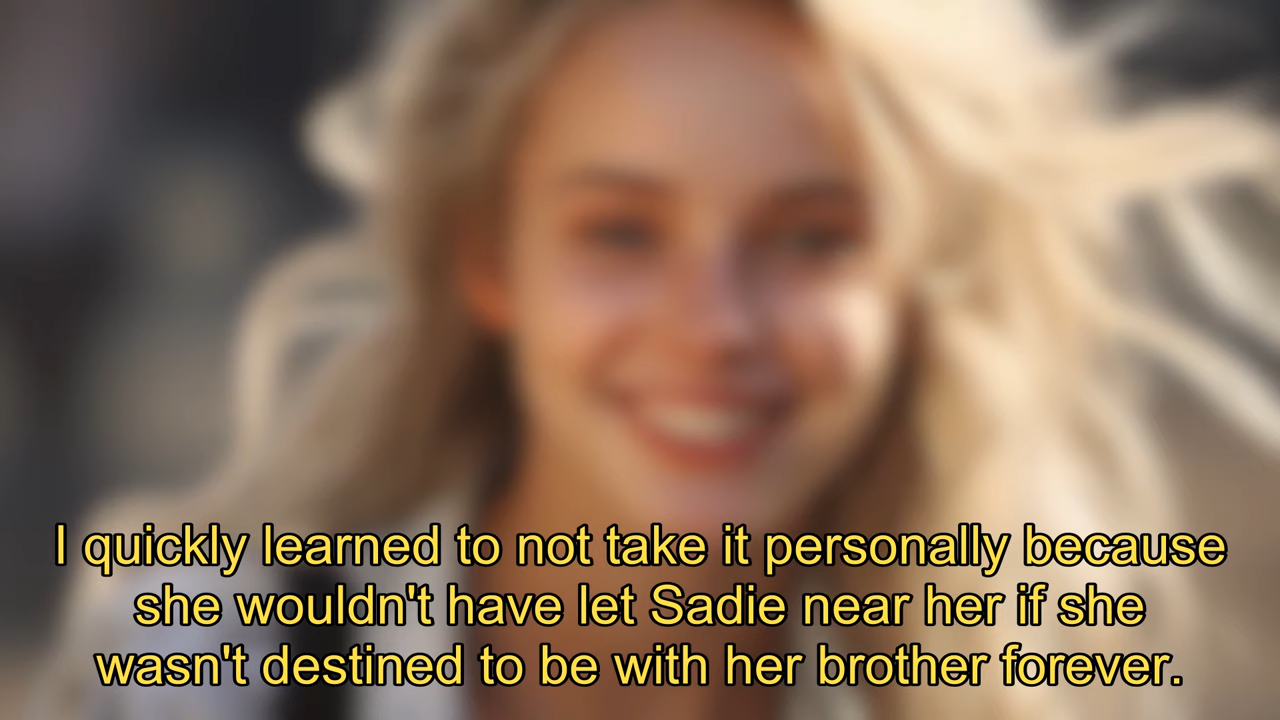 I quickly learned to not take it personally because
she wouldn't have let Sadie near her if she
wasn't destined to be with her brother forever.